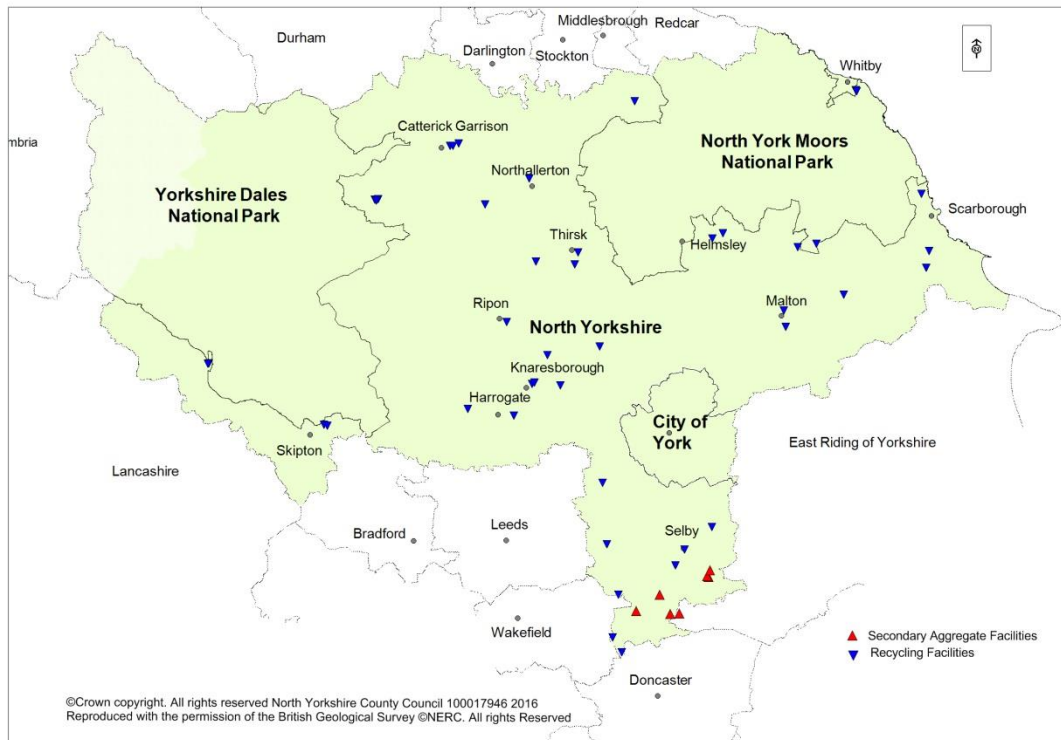 Middlesbrough
Redcar
Durham
Darlington
Stockton
N
Whitby
Catterick Garrison
mbria
North York Moors
National Park
Northallerton
Yorkshire Dales
National Park
Scarborough
Thirsk
Helmsley
Ripon
Malton
North Yorkshire
Knaresborough
Harrogate
City of
York
East Riding of Yorkshire
Skipton
Lancashire
Bradford
Leeds
Selby
Wakefield
Secondary Aggregate Facilities
Recycling Facilities
Doncaster
©Crown copyright. All rights reserved North Yorkshire County Council 100017946 2016
Reproduced with the permission of the British Geological Survey ©NERC. All rights Reserved